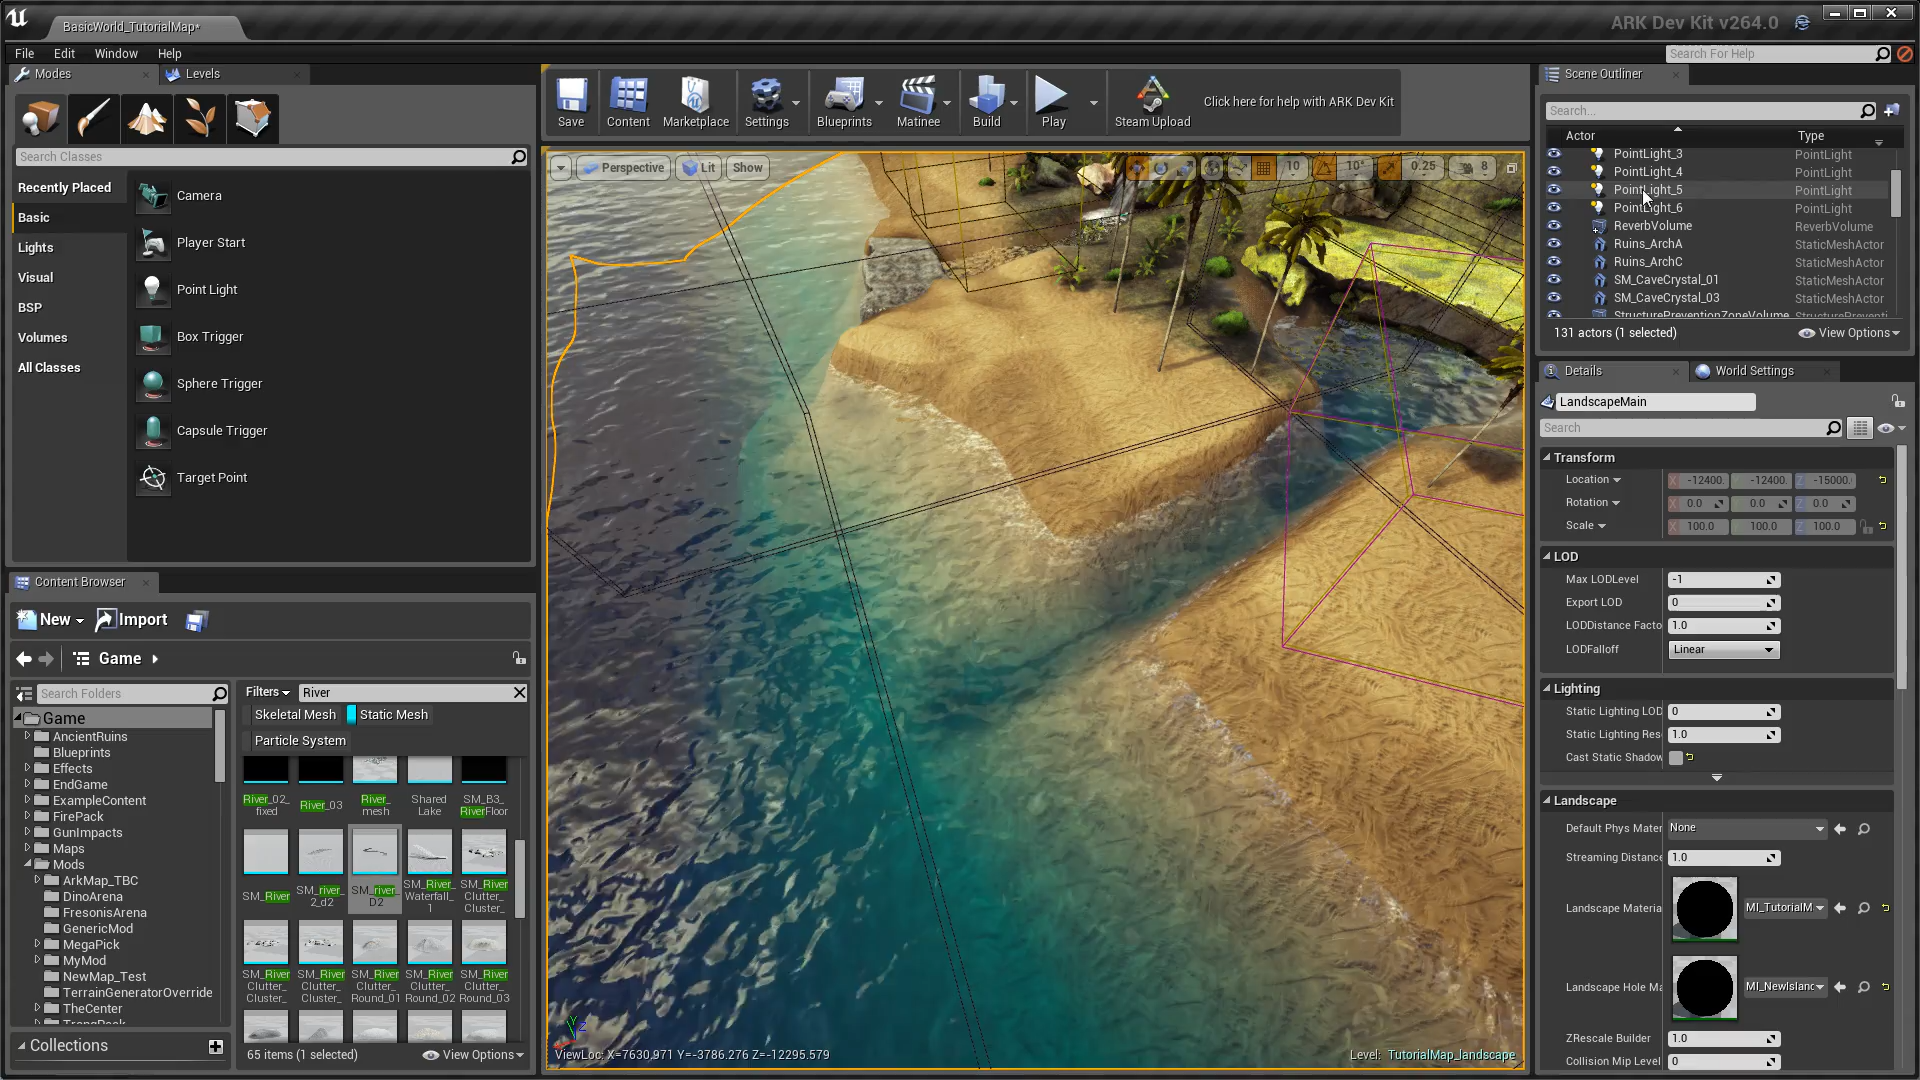 BasicWorld_TutorialMap*
ARK Dev Kit v264.0
File Edit Window Help
Search For Help
Modes
Levels
Search Classes
Recently Placed
Basic
Lights
Visual
BSP
Volumes
All Classes
Camera
Player Start
Point Light
Box Trigger
Sphere Trigger
Capsule Trigger
Target Point
Save
Content
Marketplace
Settings
Blueprints
Matinee
Build
Play
Steam Upload
Click here for help with ARK Dev Kit
Perspective
Lit
Show
10
10°
0.25
8
ViewLoc: X=7630.971 Y=-3786.276 Z=-12295.579
Level: TutorialMap_landscape
Content Browser
New
Import
Game
Search Folders
Game
AncientRuins
Blueprints
Effects
EndGame
ExampleContent
FirePack
GunImpacts
Maps
Mods
ArkMap_TBC
DinoArena
FresonisArena
GenericMod
MegaPick
MyMod
NewMap_Test
TerrainGeneratorOverride
TheCenter
Collections
Filters
River
Skeletal Mesh
Static Mesh
Particle System
River_02_
fixed
River_03
River_
mesh
Shared
Lake
SM_B3_
RiverFloor
SM_River
SM_river_
2_d2
SM_river_
D2
SM_River_
Waterfall_
1
SM_River
Clutter_
Cluster_
SM_River
Clutter_
Cluster_
SM_River
Clutter_
Cluster_
SM_River
Clutter_
Round_01
SM_River
Clutter_
Round_02
SM_River
Clutter_
Round_03
65 items (1 selected)
View Options
Scene Outliner
Search...
Actor
Type
PointLight_3 PointLight
PointLight_4 PointLight
PointLight_5 PointLight
PointLight_6 PointLight
ReverbVolume ReverbVolume
Ruins_ArchA StaticMeshActor
Ruins_ArchC StaticMeshActor
SM_CaveCrystal_01 StaticMeshActor
SM_CaveCrystal_03 StaticMeshActor
StructurePreventionZoneVolume StructurePreventi
131 actors (1 selected)
View Options
Details
World Settings
LandscapeMain
Search
Transform
Location X -12400. Y -12400. Z -15000.
Rotation X 0.0 Y 0.0 Z 0.0
Scale X 100.0 Y 100.0 Z 100.0
LOD
Max LODLevel -1
Export LOD 0
LODDistance Facto 1.0
LODFalloff Linear
Lighting
Static Lighting LOD 0
Static Lighting Res 1.0
Cast Static Shadow
Landscape
Default Phys Mater None
Streaming Distance 1.0
Landscape Materia MI_TutorialM
Landscape Hole Ma MI_NewIslanc
ZRescale Builder 1.0
Collision Mip Level 0